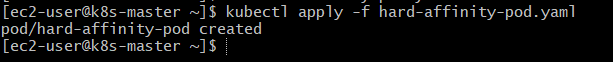 [ec2-user@k8s-master ~]$ kubectl apply -f hard-affinity-pod.yaml
pod/hard-affinity-pod created
[ec2-user@k8s-master ~]$